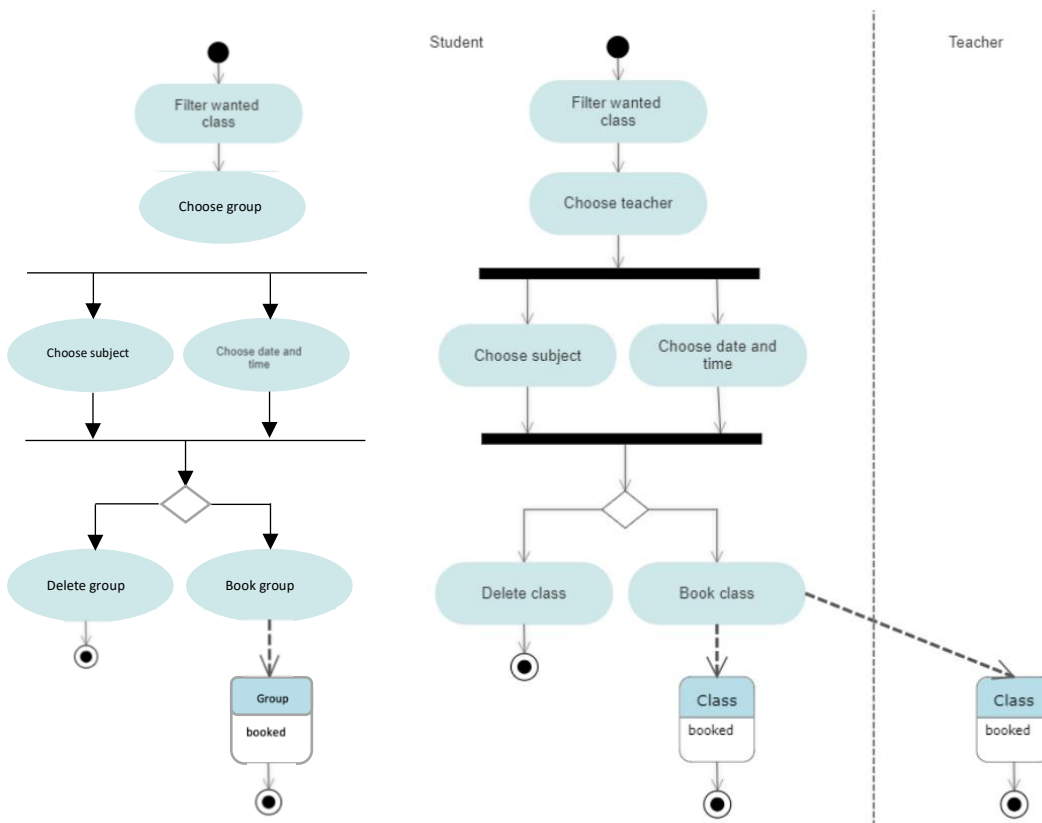 Student
Teacher
Filter wanted
class
Choose group
Choose subject
Choose date and
time
Delete group
Book group
Group
booked
Filter wanted
class
Choose teacher
Choose subject
Choose date and
time
Delete class
Book class
Class
booked
Class
booked